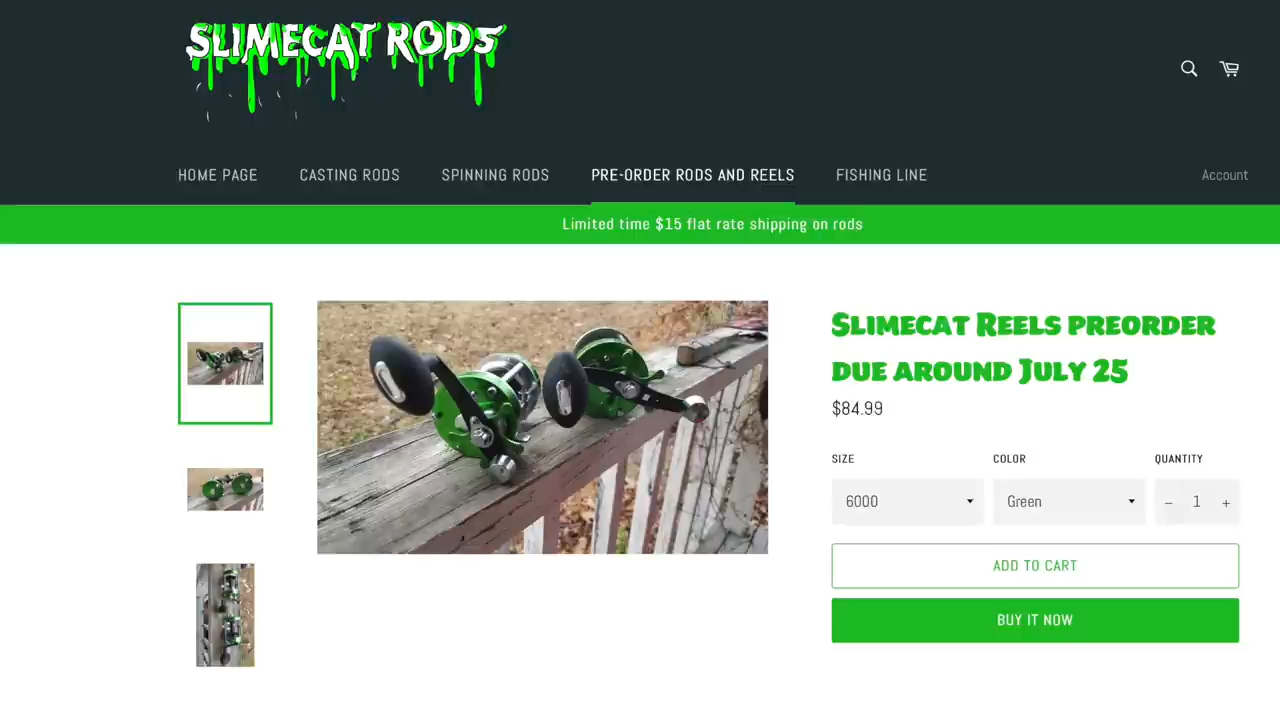 SLIMECAT RODS
HOME PAGE
CASTING RODS
SPINNING RODS
PRE-ORDER RODS AND REELS
FISHING LINE
Account
Limited time $15 flat rate shipping on rods
Slimecat Reels preorder
due around July 25
$84.99
SIZE
COLOR
QUANTITY
6000
Green
− 1 +
ADD TO CART
BUY IT NOW